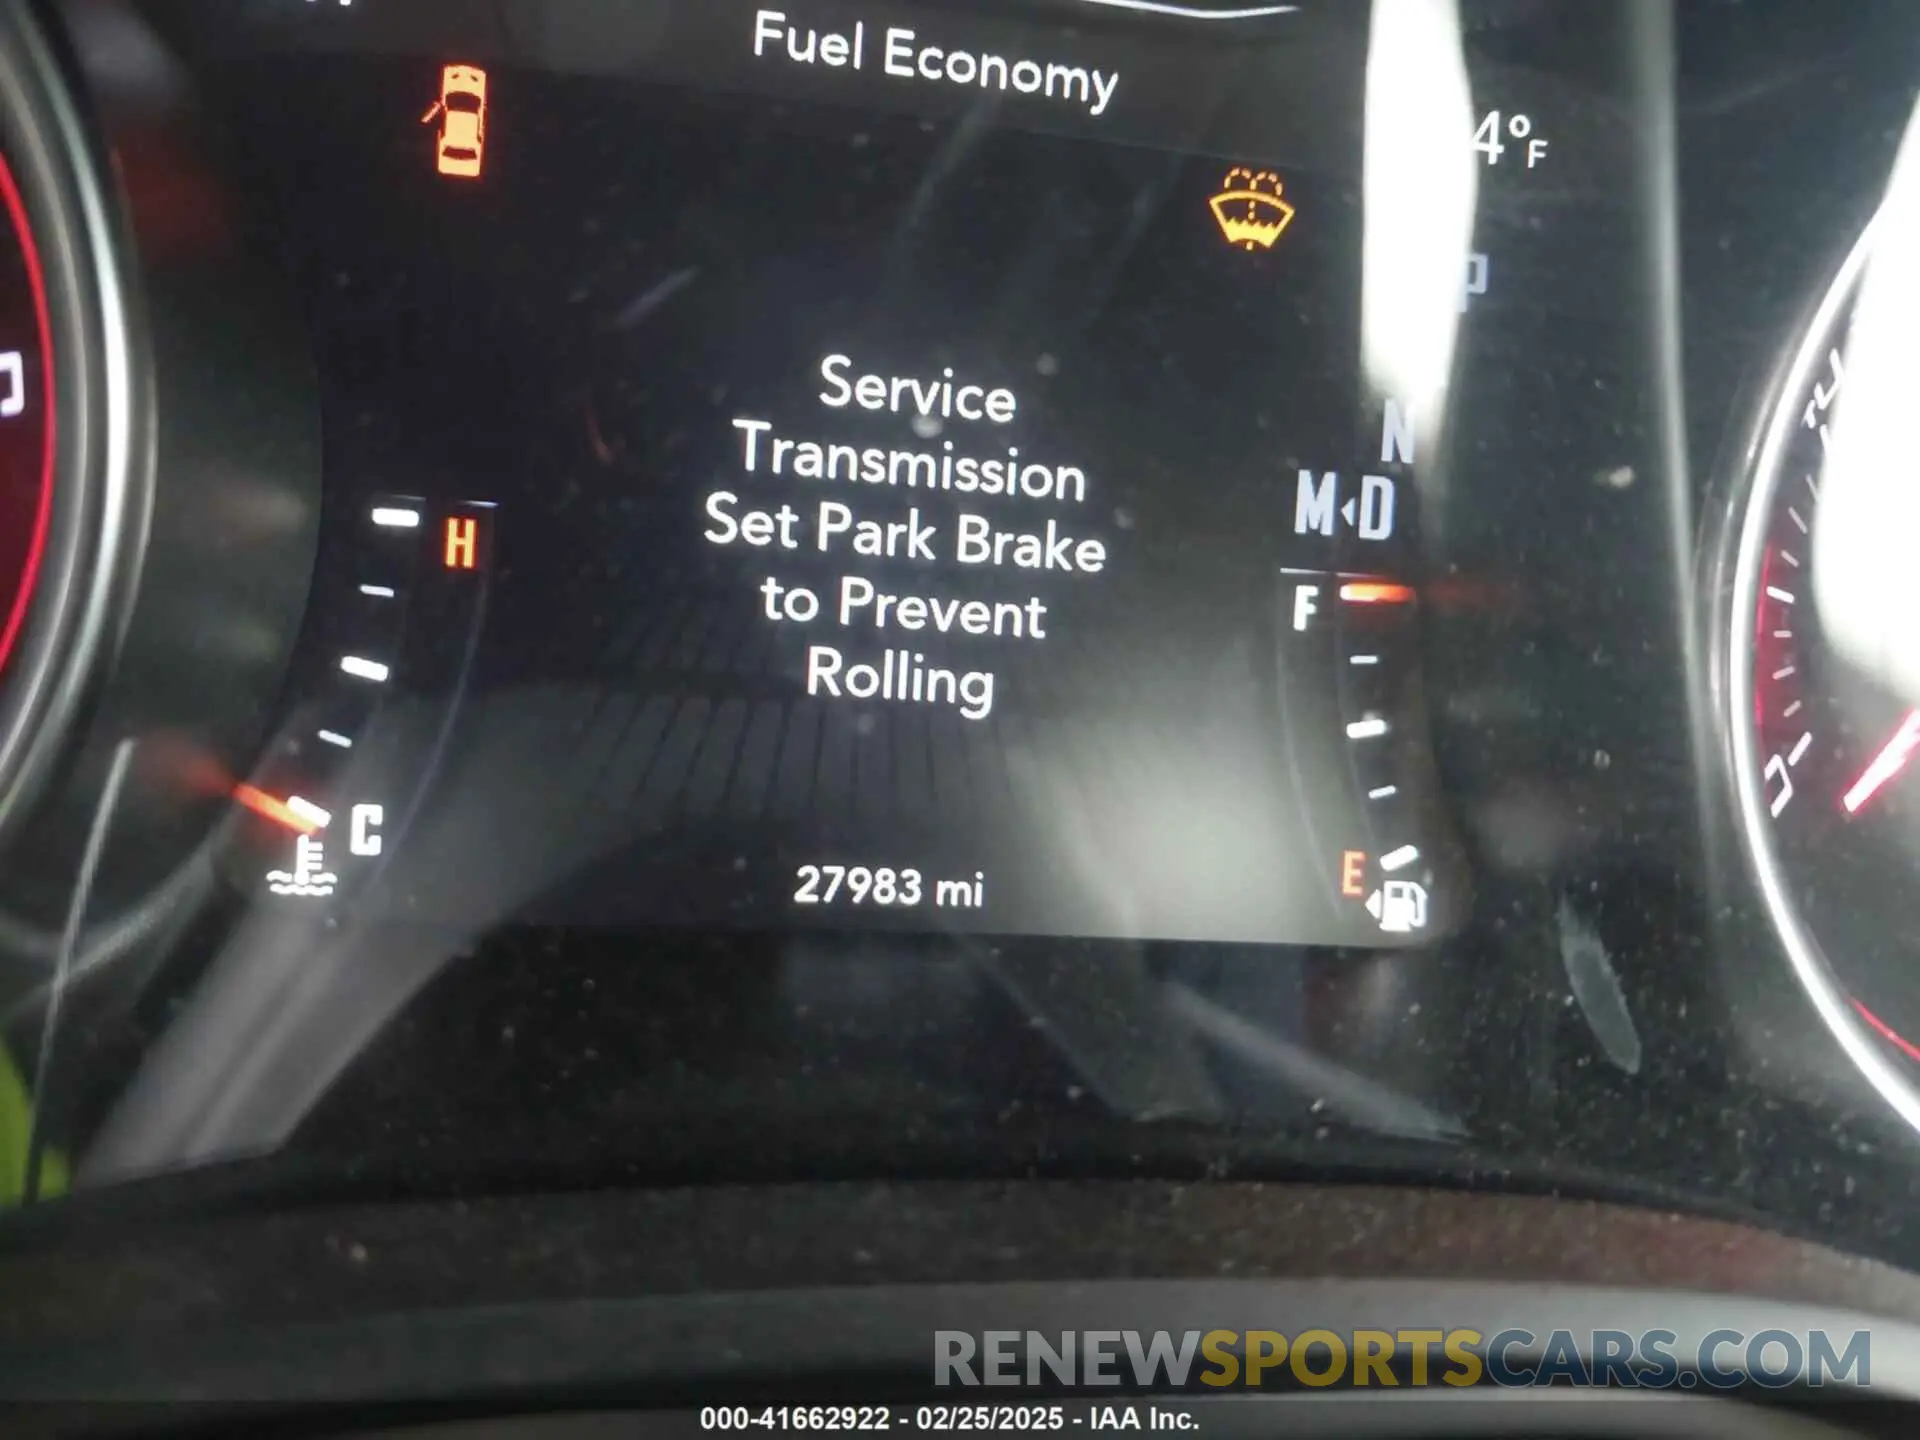 Fuel Economy
4°F
P
Service
Transmission
Set Park Brake
to Prevent
Rolling
N
M D
H
F
C
E
27983 mi
RENEWSPORTSCARS.COM
000-41662922 - 02/25/2025 - IAA Inc.